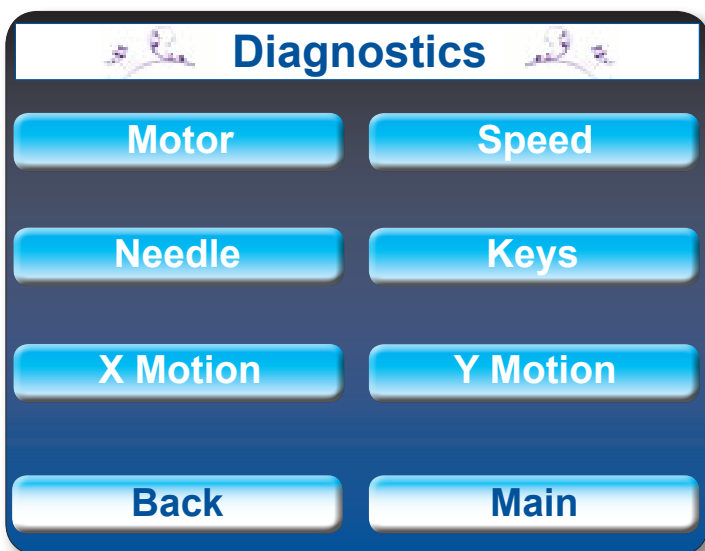 Diagnostics
Motor
Speed
Needle
Keys
X Motion
Y Motion
Back
Main